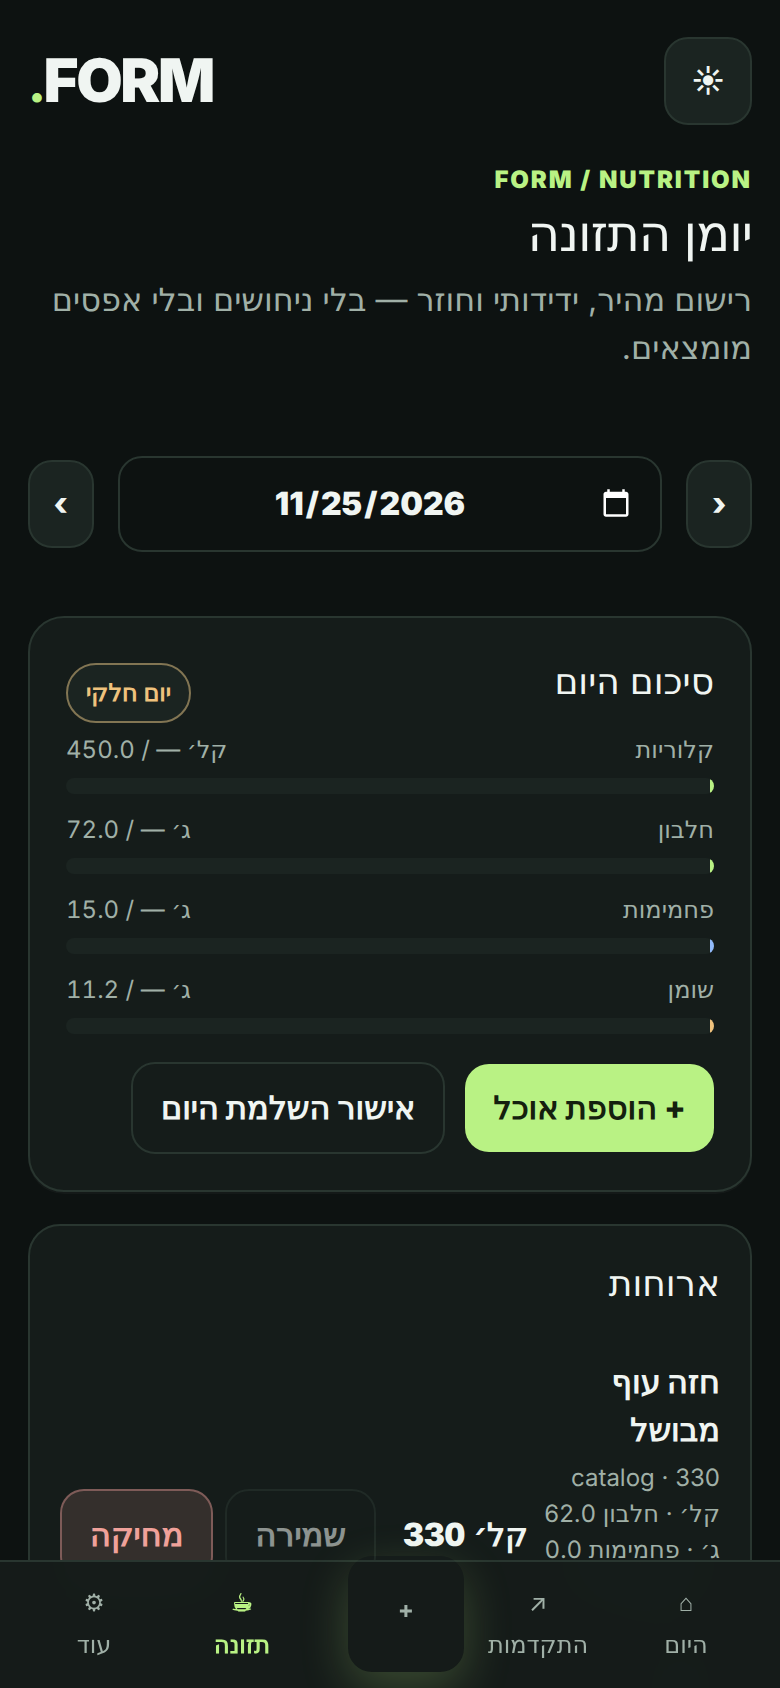 .FORM
☀
FORM / NUTRITION
יומן התזונה
רישום מהיר, ידידותי וחוזר — בלי ניחושים ובלי אפסים
מומצאים.
11/25/2026
סיכום היום
יום חלקי
קלוריות
450.0 / — קל׳
חלבון
72.0 / — ג׳
פחמימות
15.0 / — ג׳
שומן
11.2 / — ג׳
+ הוספת אוכל
אישור השלמת היום
ארוחות
חזה עוף
מבושל
catalog · 330
קל׳ · חלבון 62.0
ג׳ · פחמימות 0.0
330 קל׳
שמירה
מחיקה
היום
התקדמות
+
תזונה
עוד